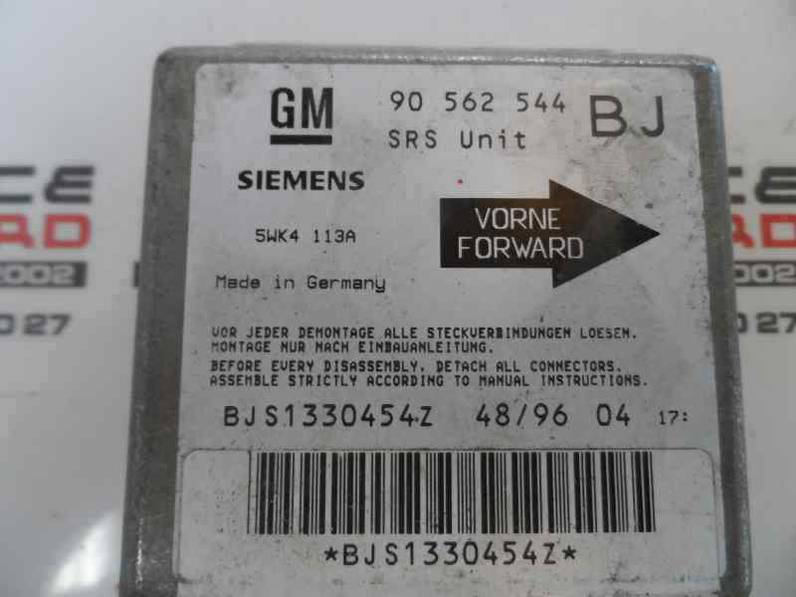 GM 90 562 544 BJ
SRS Unit
SIEMENS
VORNE
FORWARD
5WK4 113A
Made in Germany
VOR JEDER DEMONTAGE ALLE STECKVERBINDUNGEN LOESEN.
MONTAGE NUR NACH EINBAUANLEITUNG.
BEFORE EVERY DISASSEMBLY, DETACH ALL CONNECTORS.
ASSEMBLE STRICTLY ACCORDING TO MANUAL INSTRUCTIONS.
BJS1330454Z 48/96 04 17:
*BJS1330454Z*